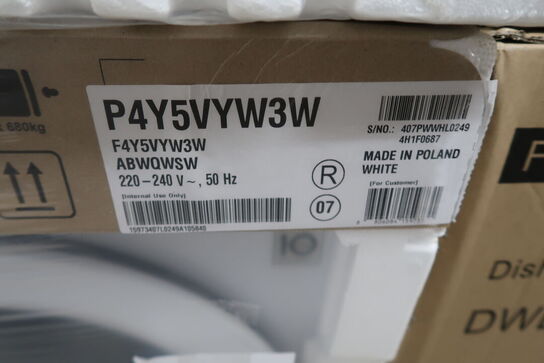 680kg
P4Y5VYW3W
F4Y5VYW3W
ABWQWSW
220-240 V~, 50 Hz
[Internal Use Only]
S/NO.: 407PWWHL0249
4H1F0687
MADE IN POLAND
WHITE
[For Customer]
R
07
Dis
DW